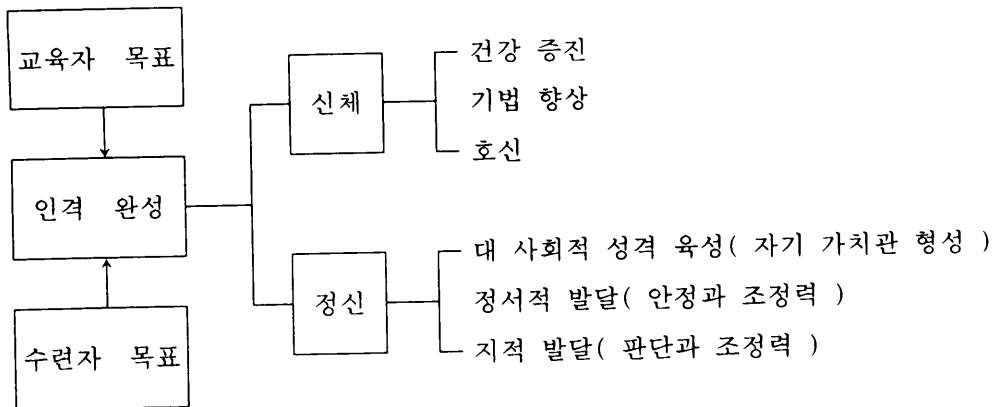 교육자 목표
인격 완성
수련자 목표
신체
건강 증진
기법 향상
호신
정신
대 사회적 성격 육성( 자기 가치관 형성 )
정서적 발달( 안정과 조정력 )
지적 발달( 판단과 조정력 )